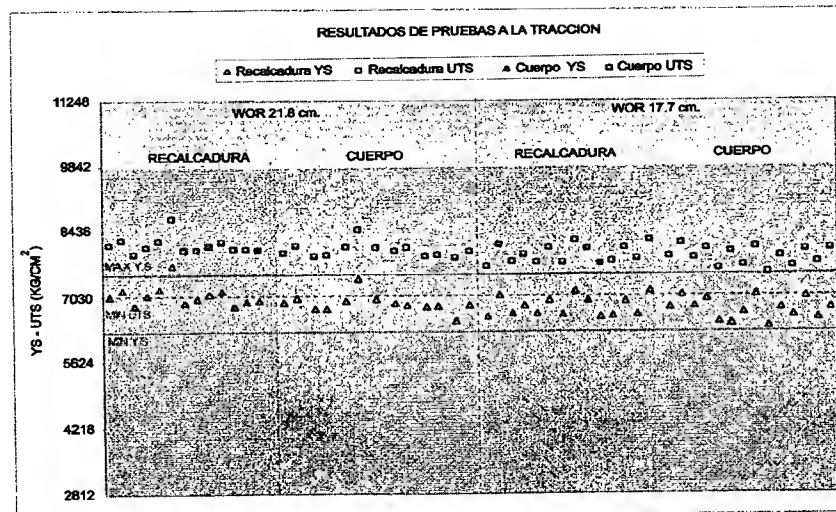 RESULTADOS DE PRUEBAS A LA TRACCION
Recalcadura YS Recalcadura UTS Cuerpo YS Cuerpo UTS
11248
WOR 21.8 cm. WOR 17.7 cm.
RECALCADURA CUERPO RECALCADURA CUERPO
9842
8438
MAX YS
7030
MIN UTS
MIN YS
5624
4218
2812
YS - UTS (KG/CM²)